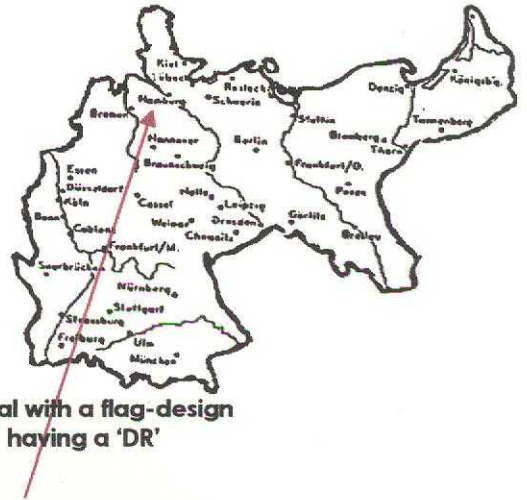 Kiel
Lübeck
Rostock
Schwerin
Hamburg
Bremen
Danzig
Königsbg.
Tannenberg
Stettin
Bromberg
Thorn
Hannover
Berlin
Braunschweig
Frankfurt/O.
Posen
Essen
Düsseldorf
Köln
Cassel
Halle
Leipzig
Bonn
Weimar
Dresden
Görlitz
Coblenz
Chemnitz
Breslau
Frankfurt/M.
Saarbrücken
Nürnberg
Stuttgart
Strassburg
Freiburg
Ulm
München
al with a flag-design
having a ‘DR’